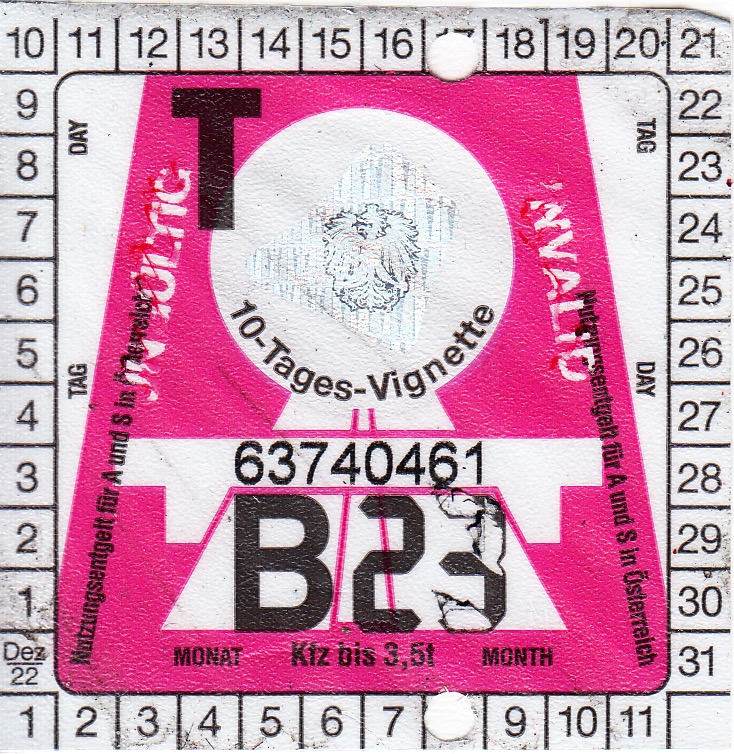 10 11 12 13 14 15 16 17 18 19 20 21
9 22
DAY TAG
8 23
7 24
6 25
5 26
TAG DAY
4 27
3 28
2 29
1 30
Dez 22 31
T
UNGÜLTIG
INVALID
10-Tages-Vignette
63740461
B23
Nutzungsentgelt für A und S in Österreich
Nutzungsentgelt für A und S in Österreich
MONAT Kfz bis 3,5t MONTH
1 2 3 4 5 6 7 9 10 11